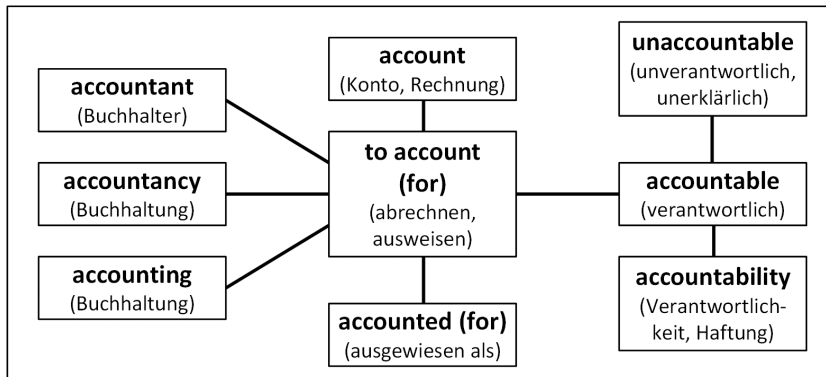 accountant
(Buchhalter)
accountancy
(Buchhaltung)
accounting
(Buchhaltung)
account
(Konto, Rechnung)
to account
(for)
(abrechnen,
ausweisen)
accounted (for)
(ausgewiesen als)
unaccountable
(unverantwortlich,
unerklärlich)
accountable
(verantwortlich)
accountability
(Verantwortlich-
keit, Haftung)